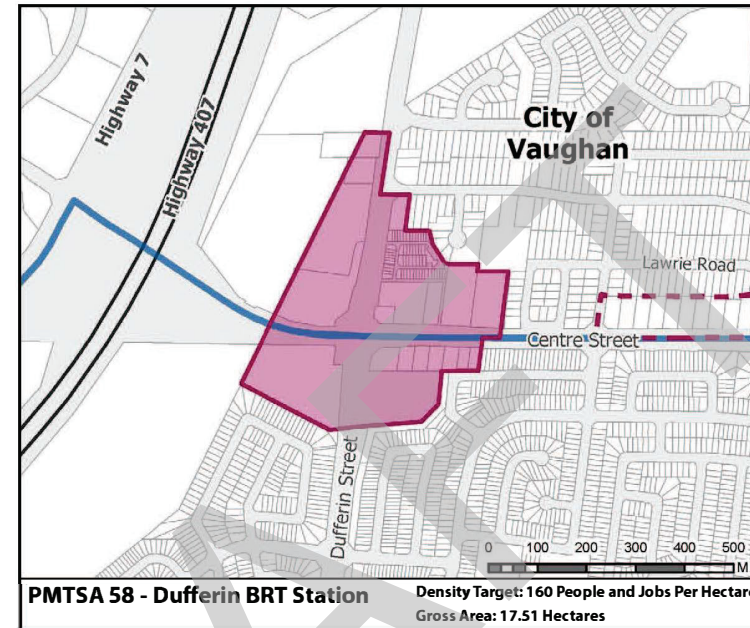 Highway 7
Highway 407
City of
Vaughan
Lawrie Road
Centre Street
Dufferin Street
0 100 200 300 400 500
M
PMTSA 58 - Dufferin BRT Station
Density Target: 160 People and Jobs Per Hectare
Gross Area: 17.51 Hectares